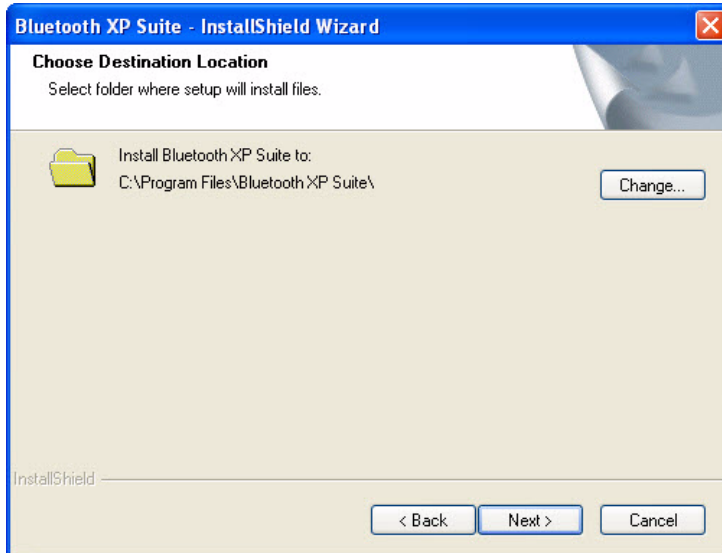 Bluetooth XP Suite - InstallShield Wizard
Choose Destination Location
Select folder where setup will install files.
Install Bluetooth XP Suite to:
C:\Program Files\Bluetooth XP Suite\
Change...
InstallShield
< Back
Next >
Cancel